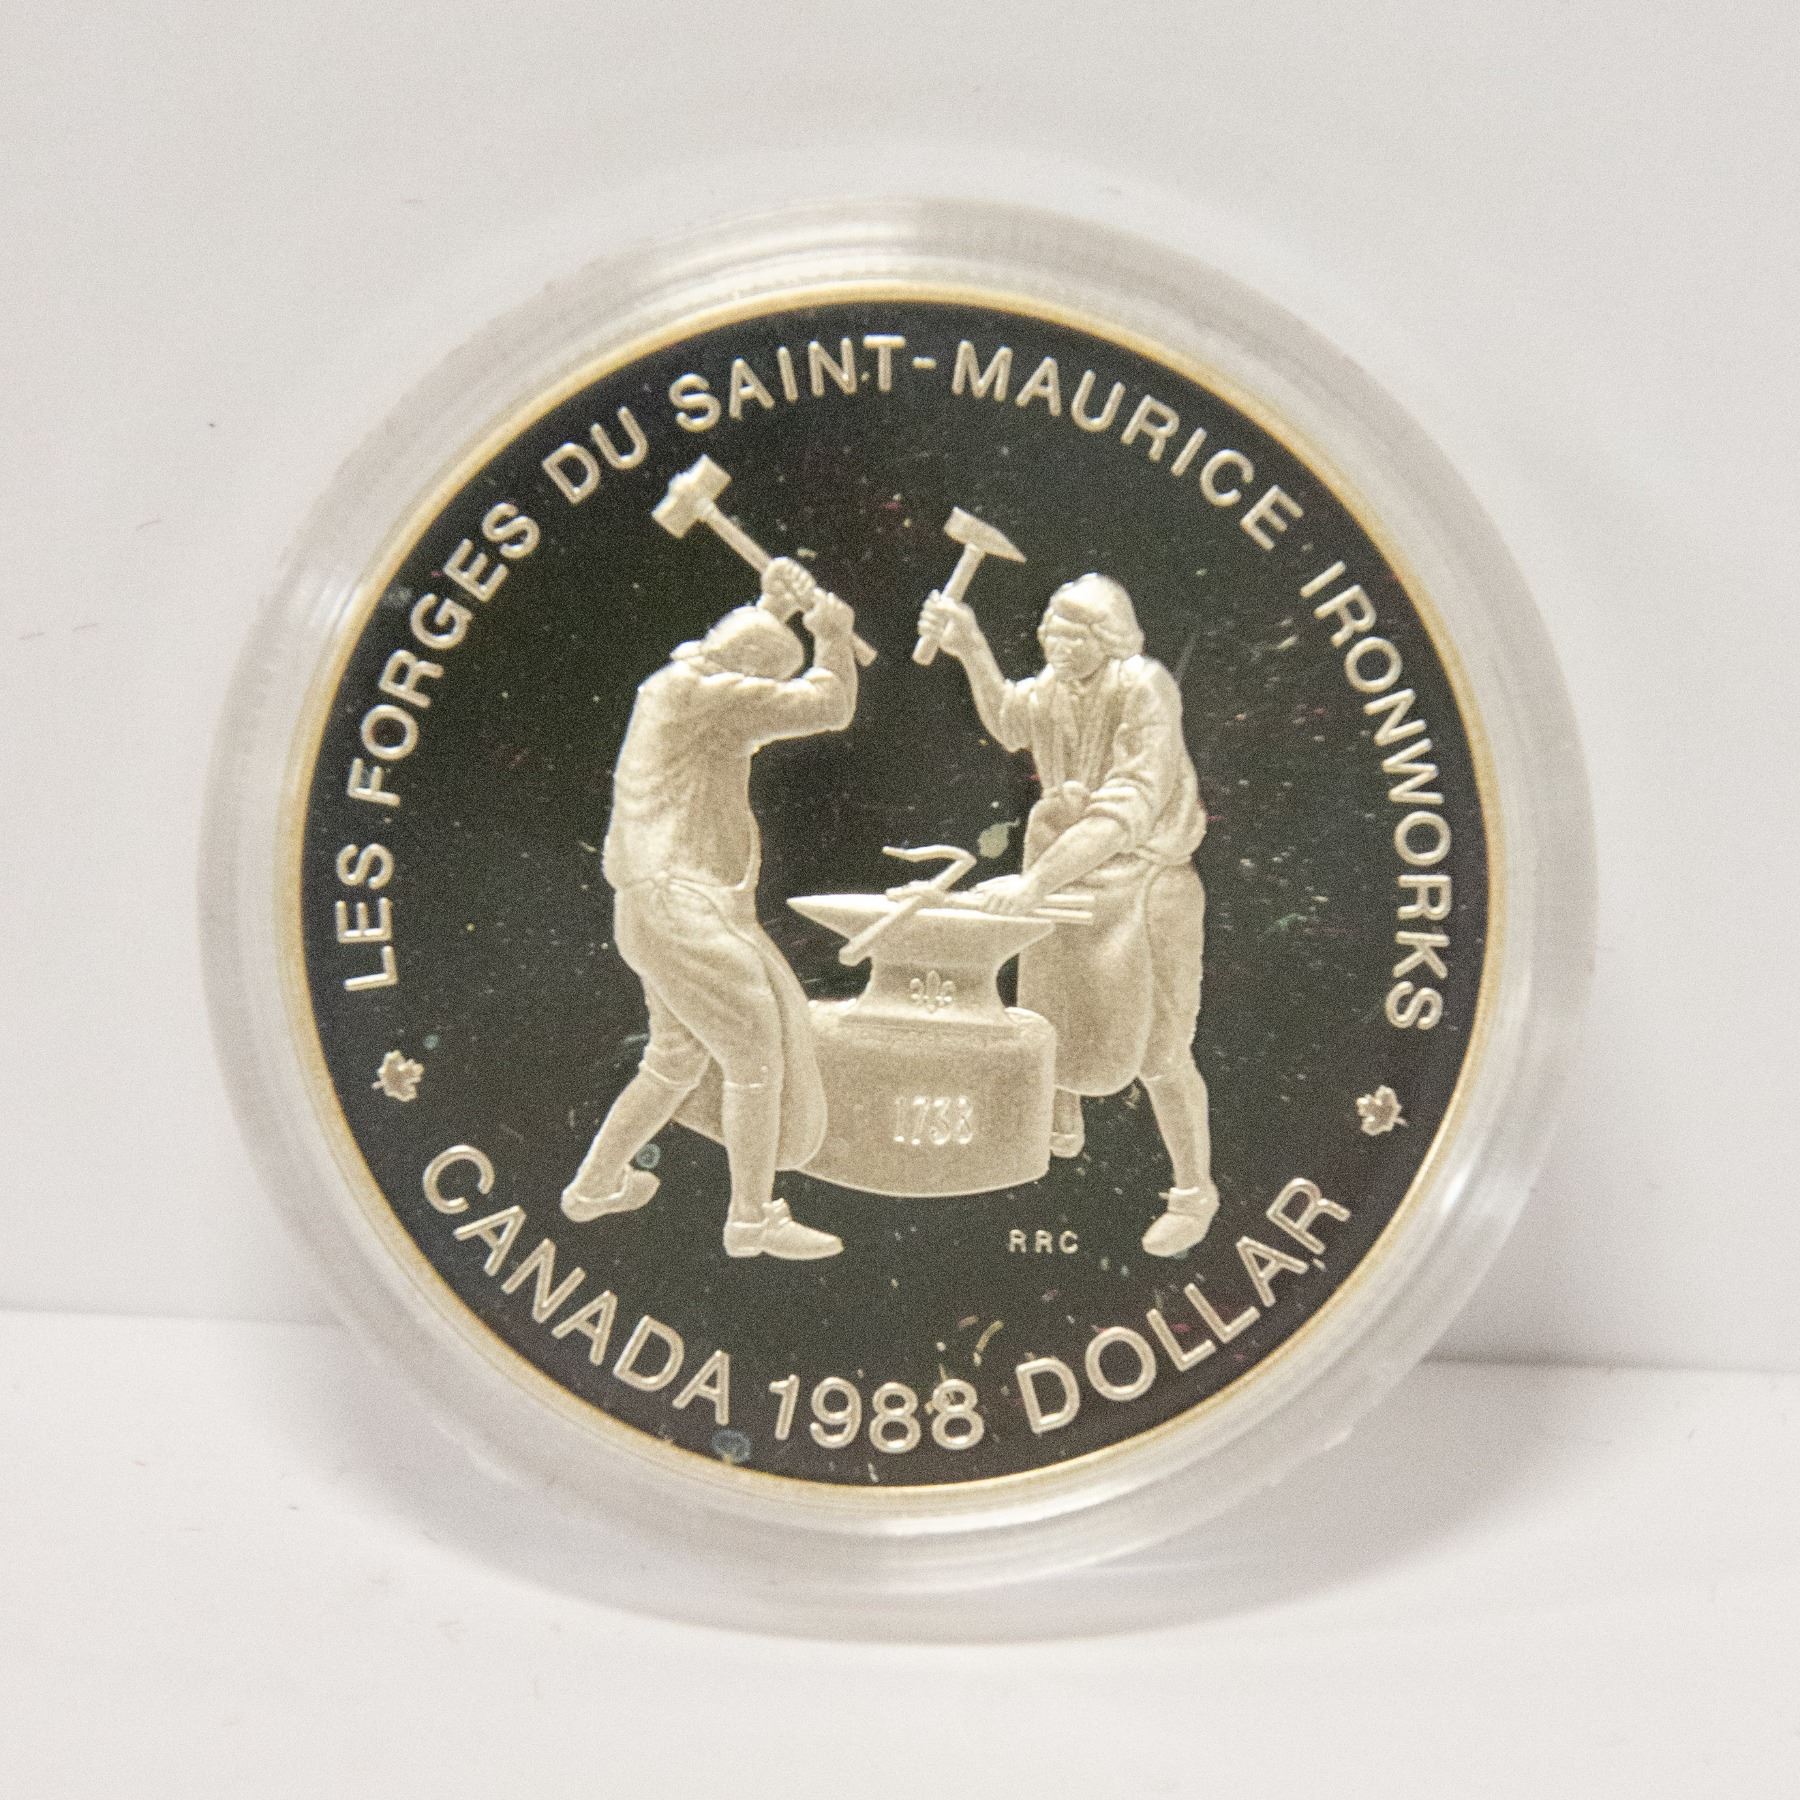 LES FORGES DU SAINT-MAURICE IRONWORKS
1738
RRC
CANADA 1988 DOLLAR